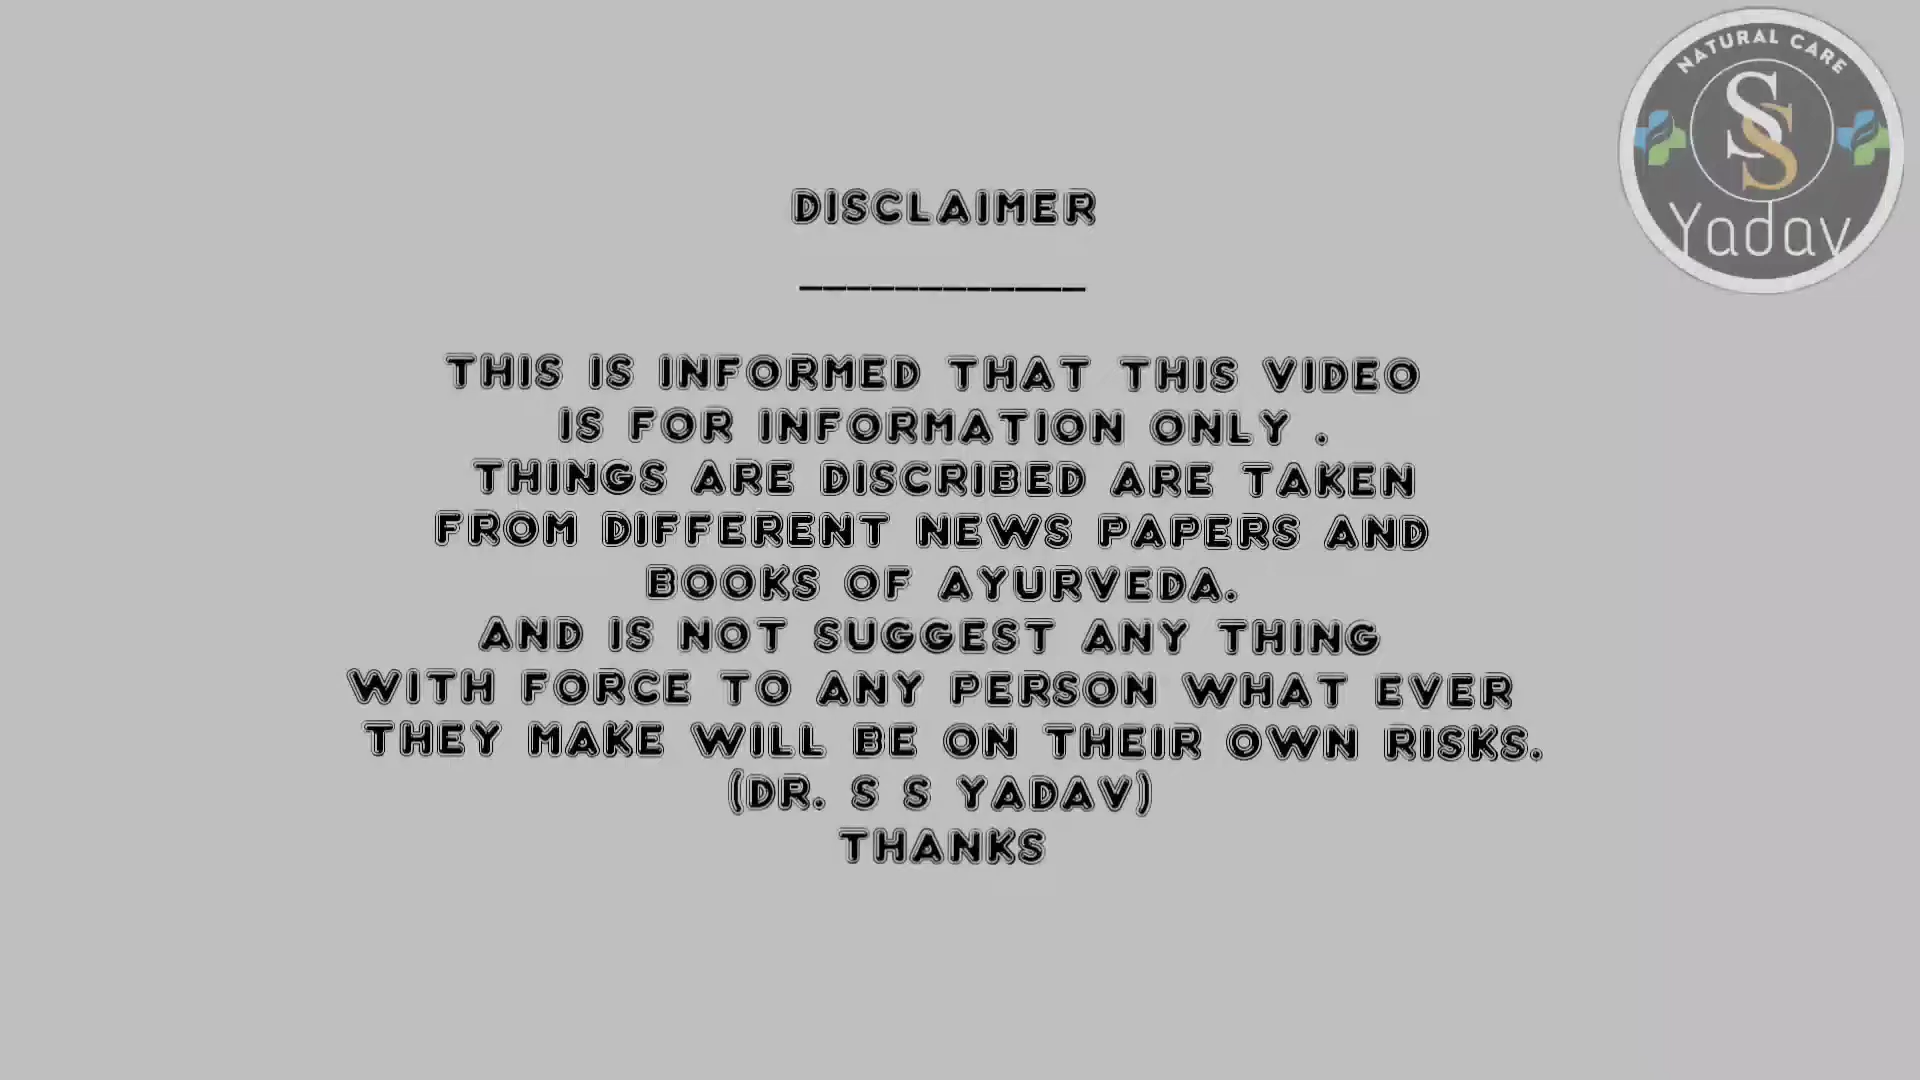 NATURAL CARE
SS
Yadav
DISCLAIMER
____________
THIS IS INFORMED THAT THIS VIDEO
IS FOR INFORMATION ONLY .
THINGS ARE DISCRIBED ARE TAKEN
FROM DIFFERENT NEWS PAPERS AND
BOOKS OF AYURVEDA.
AND IS NOT SUGGEST ANY THING
WITH FORCE TO ANY PERSON WHAT EVER
THEY MAKE WILL BE ON THEIR OWN RISKS.
(DR. S S YADAV)
THANKS